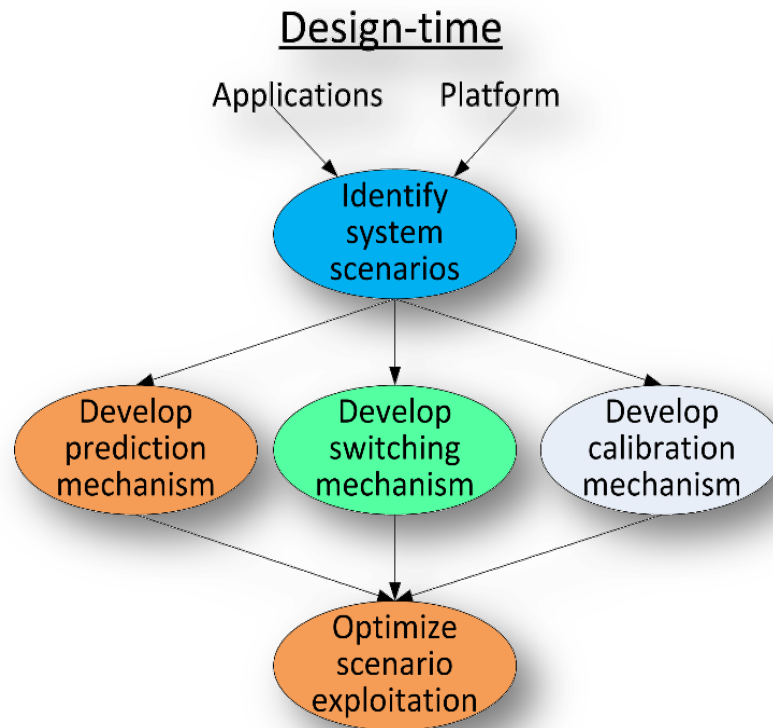 Design-time
Applications Platform
Identify
system
scenarios
Develop
prediction
mechanism
Develop
switching
mechanism
Develop
calibration
mechanism
Optimize
scenario
exploitation